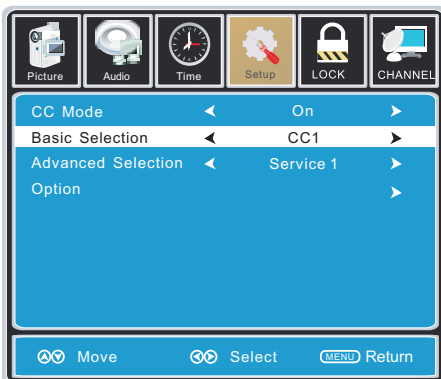 Picture Audio Time Setup LOCK CHANNEL
CC Mode On
Basic Selection CC1
Advanced Selection Service 1
Option
Move Select MENU Return